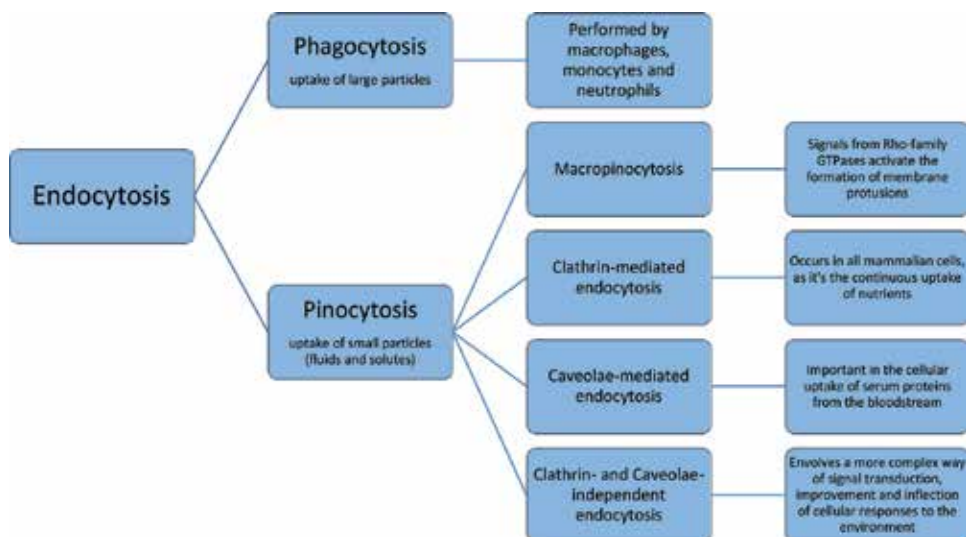 Endocytosis
Phagocytosis
uptake of large particles
Performed by
macrophages,
monocytes and
neutrophils
Pinocytosis
uptake of small particles
(fluids and solutes)
Macropinocytosis
Signals from Rho-family
GTPases activate the
formation of membrane
protusions
Clathrin-mediated
endocytosis
Occurs in all mammalian cells,
as it's the continuous uptake
of nutrients
Caveolae-mediated
endocytosis
Important in the cellular
uptake of serum proteins
from the bloodstream
Clathrin- and Caveolae-
independent
endocytosis
Envolves a more complex way
of signal transduction,
improvement and inflection
of cellular responses to the
environment